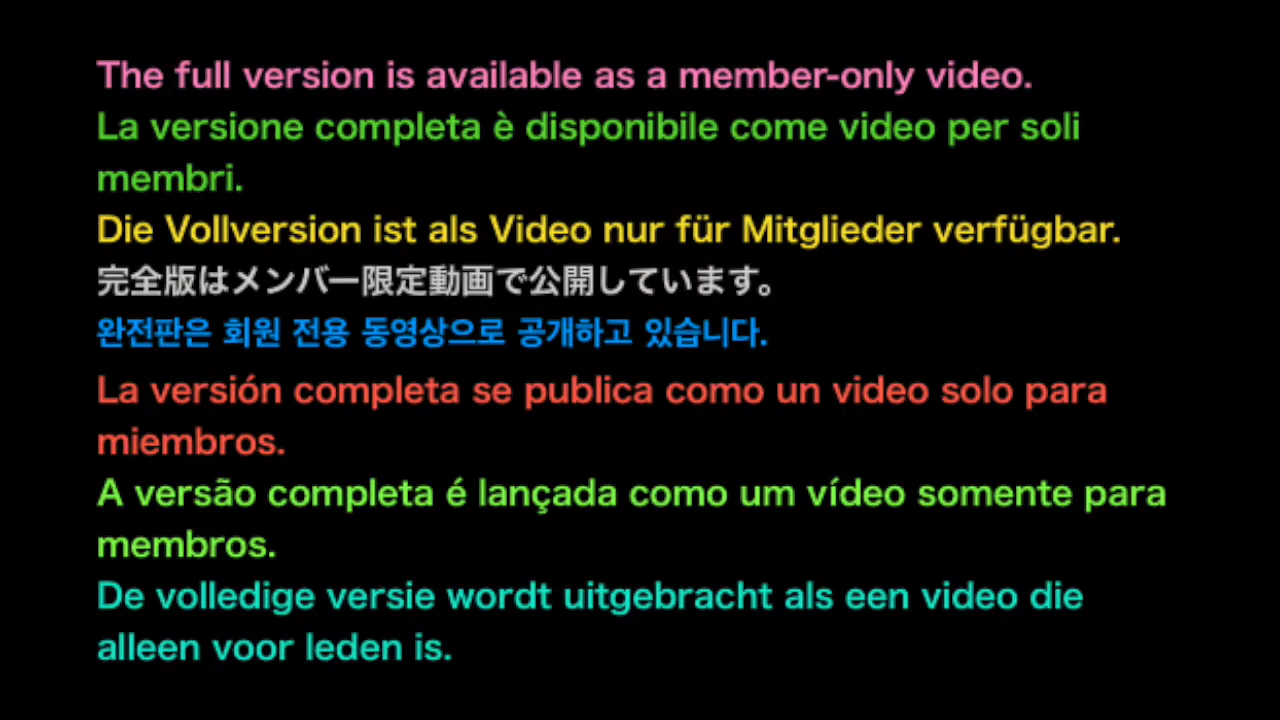 The full version is available as a member-only video.
La versione completa è disponibile come video per soli
membri.
Die Vollversion ist als Video nur für Mitglieder verfügbar.
完全版はメンバー限定動画で公開しています。
완전판은 회원 전용 동영상으로 공개하고 있습니다.
La versión completa se publica como un video solo para
miembros.
A versão completa é lançada como um vídeo somente para
membros.
De volledige versie wordt uitgebracht als een video die
alleen voor leden is.